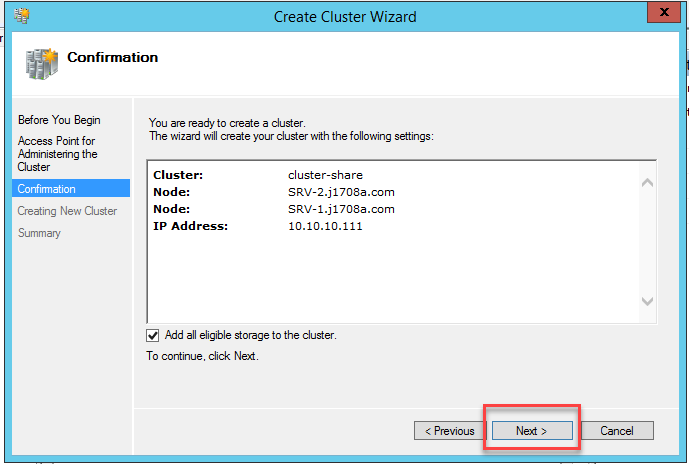 Create Cluster Wizard
x
Confirmation
Before You Begin
Access Point for
Administering the
Cluster
Confirmation
Creating New Cluster
Summary
You are ready to create a cluster.
The wizard will create your cluster with the following settings:
Cluster: cluster-share
Node: SRV-2.j1708a.com
Node: SRV-1.j1708a.com
IP Address: 10.10.10.111
Add all eligible storage to the cluster.
To continue, click Next.
< Previous
Next >
Cancel